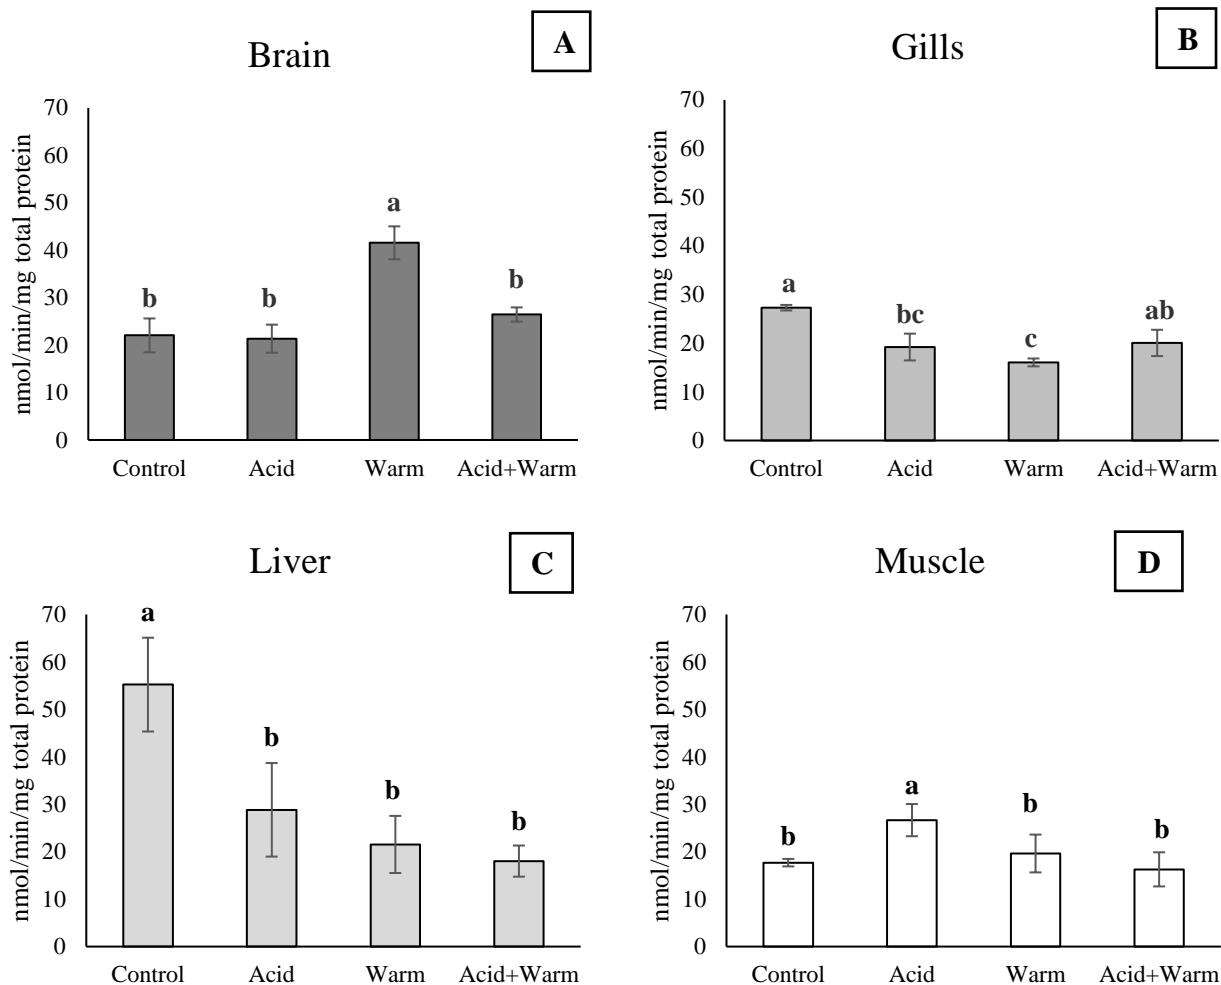 Brain
A
nmol/min/mg total protein
70
60
50
40
30
20
10
0
b
b
a
b
Control Acid Warm Acid+Warm
Gills
B
nmol/min/mg total protein
70
60
50
40
30
20
10
0
a
bc
c
ab
Control Acid Warm Acid+Warm
Liver
C
nmol/min/mg total protein
70
60
50
40
30
20
10
0
a
b
b
b
Control Acid Warm Acid+Warm
Muscle
D
nmol/min/mg total protein
70
60
50
40
30
20
10
0
b
a
b
b
Control Acid Warm Acid+Warm